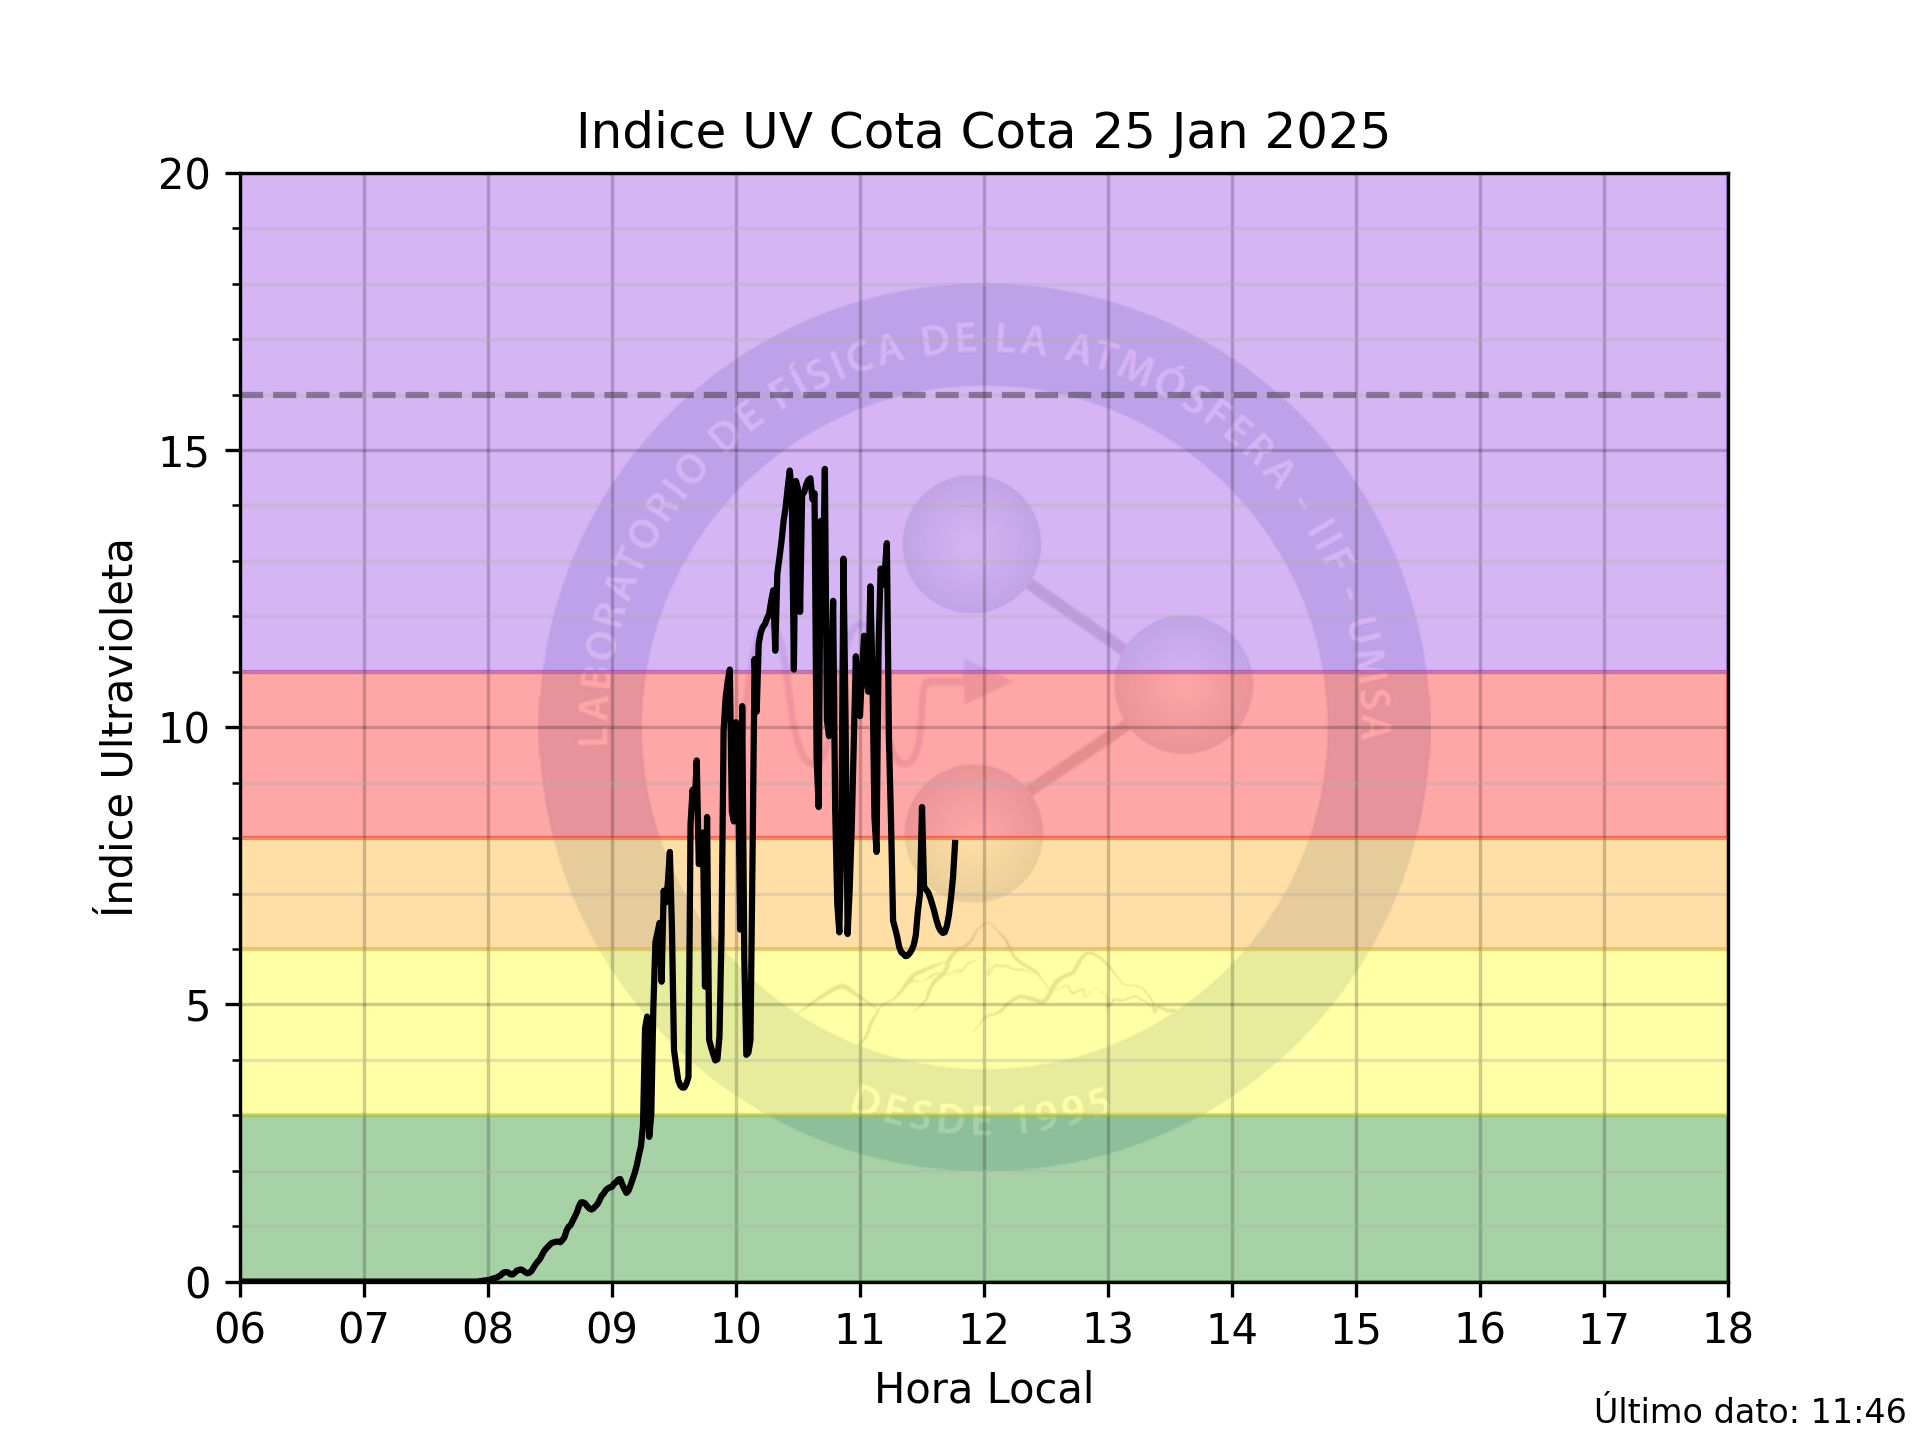 Indice UV Cota Cota 25 Jan 2025
20
15
10
5
0
Índice Ultravioleta
LABORATORIO DE FÍSICA DE LA ATMÓSFERA - IIF - UMSA
DESDE 1995
06 07 08 09 10 11 12 13 14 15 16 17 18
Hora Local
Último dato: 11:46